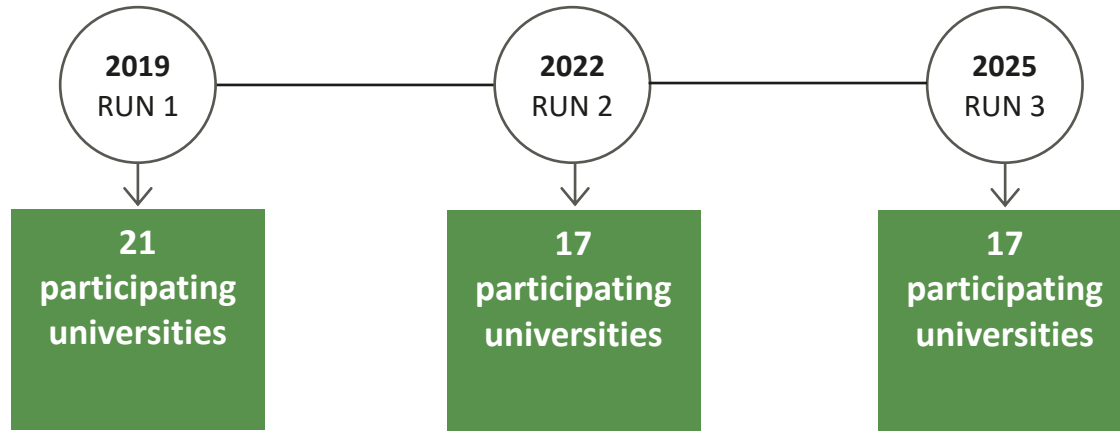 2019
RUN 1
2022
RUN 2
2025
RUN 3
21
participating
universities
17
participating
universities
17
participating
universities